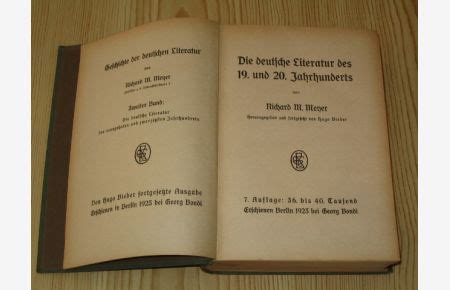 Geschichte der deutschen Literatur
von
Richard M. Meyer
Zweiter Band:
Die deutsche Literatur
des neunzehnten und zwanzigsten Jahrhunderts
Von Hugo Bieber fortgesetzte Ausgabe
Erschienen in Berlin 1923 bei Georg Bondi
Die deutsche Literatur des
19. und 20. Jahrhunderts
von
Richard M. Meyer
Herausgegeben und fortgesetzt von Hugo Bieber
7. Auflage: 36. bis 40. Tausend
Erschienen Berlin 1923 bei Georg Bondi